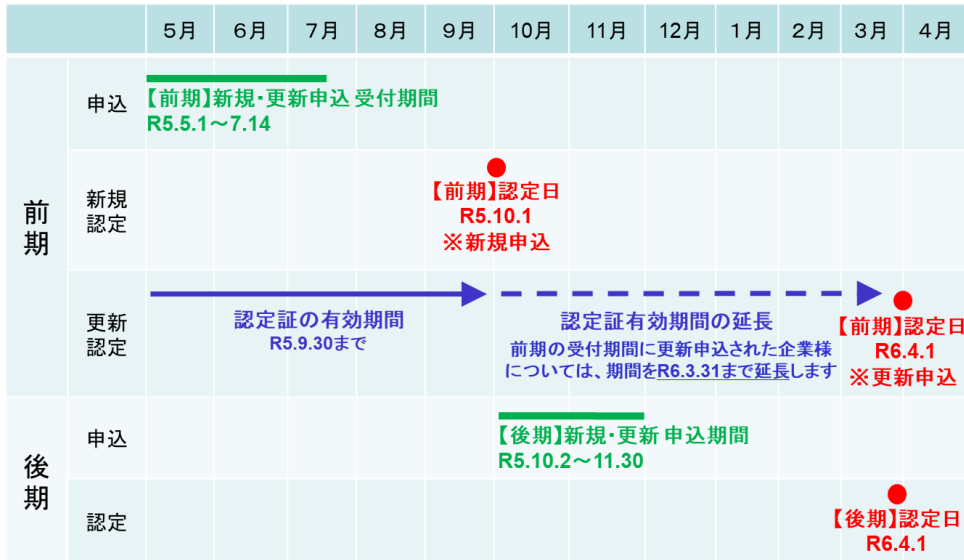 5月 6月 7月 8月 9月 10月 11月 12月 1月 2月 3月 4月
前期
申込
【前期】新規・更新申込 受付期間
R5.5.1～7.14
新規
認定
【前期】認定日
R5.10.1
※新規申込
更新
認定
認定証の有効期間
R5.9.30まで
認定証有効期間の延長
前期の受付期間に更新申込された企業様
については、期間をR6.3.31まで延長します
【前期】認定日
R6.4.1
※更新申込
後期
申込
【後期】新規・更新 申込期間
R5.10.2～11.30
認定
【後期】認定日
R6.4.1